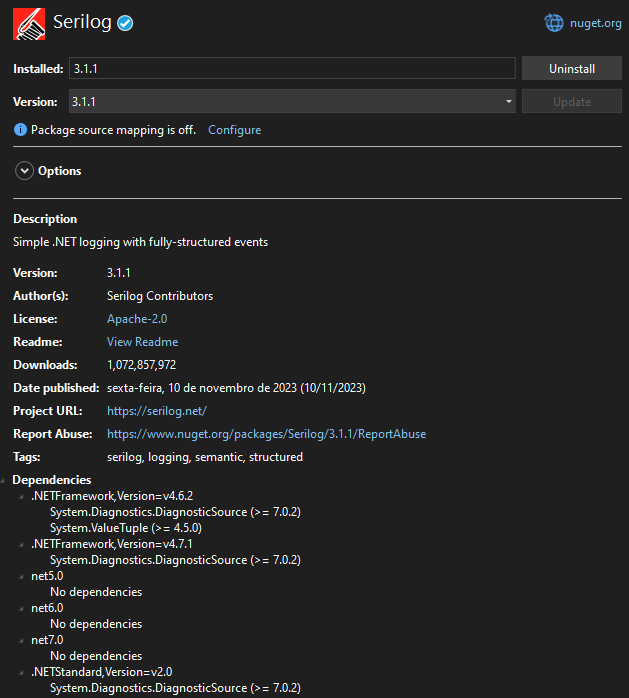 Serilog
nuget.org
Installed: 3.1.1 Uninstall
Version: 3.1.1 Update
Package source mapping is off. Configure
Options
Description
Simple .NET logging with fully-structured events
Version: 3.1.1
Author(s): Serilog Contributors
License: Apache-2.0
Readme: View Readme
Downloads: 1,072,857,972
Date published: sexta-feira, 10 de novembro de 2023 (10/11/2023)
Project URL: https://serilog.net/
Report Abuse: https://www.nuget.org/packages/Serilog/3.1.1/ReportAbuse
Tags: serilog, logging, semantic, structured
Dependencies
.NETFramework,Version=v4.6.2
System.Diagnostics.DiagnosticSource (>= 7.0.2)
System.ValueTuple (>= 4.5.0)
.NETFramework,Version=v4.7.1
System.Diagnostics.DiagnosticSource (>= 7.0.2)
net5.0
No dependencies
net6.0
No dependencies
net7.0
No dependencies
.NETStandard,Version=v2.0
System.Diagnostics.DiagnosticSource (>= 7.0.2)